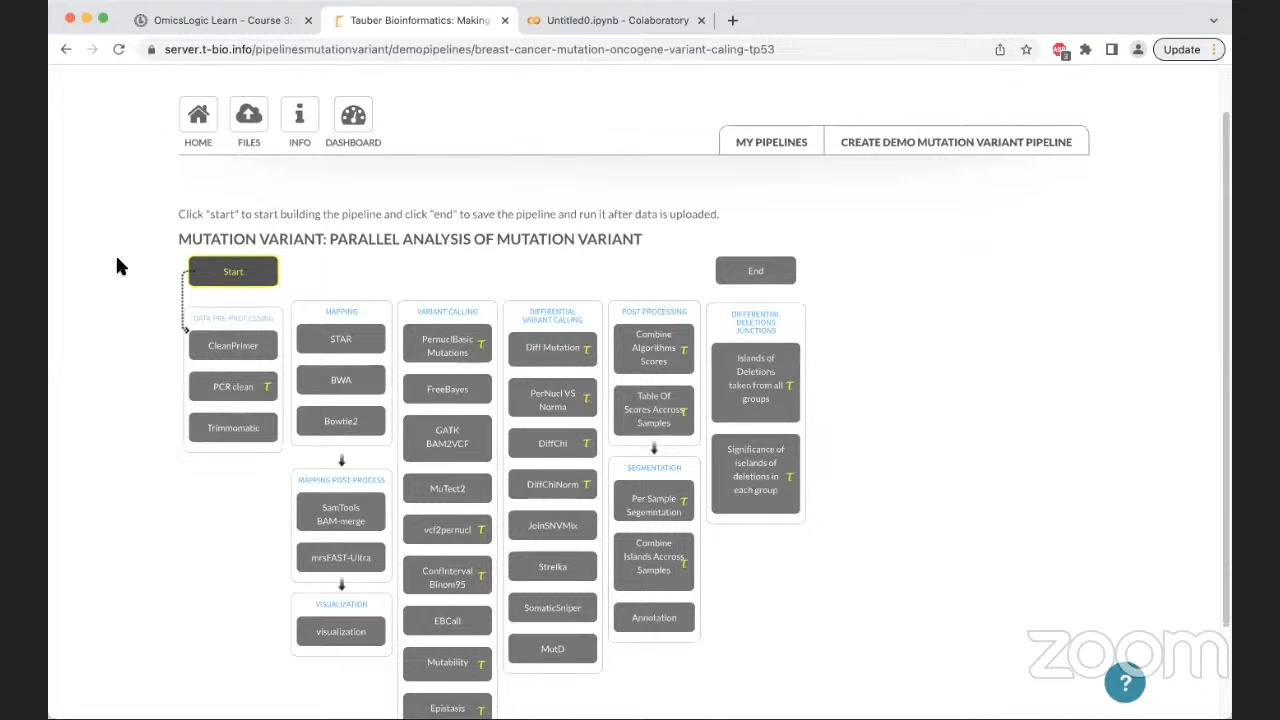 OmicsLogic Learn - Course 3:
Tauber Bioinformatics: Making
Untitled0.ipynb - Colaboratory
server.t-bio.info/pipelinesmutationvariant/demopipelines/breast-cancer-mutation-oncogene-variant-caling-tp53
3
Update
HOME
FILES
INFO
DASHBOARD
MY PIPELINES
CREATE DEMO MUTATION VARIANT PIPELINE
Click "start" to start building the pipeline and click "end" to save the pipeline and run it after data is uploaded.
MUTATION VARIANT: PARALLEL ANALYSIS OF MUTATION VARIANT
Start
End
DATA PRE-PROCESSING
CleanPrimer
PCR clean τ
Trimmomatic
MAPPING
STAR
BWA
Bowtie2
MAPPING POST-PROCESS
SamTools
BAM-merge
mrsFAST-Ultra
VISUALIZATION
visualization
VARIANT CALLING
PernuclBasic
Mutations τ
FreeBayes
GATK
BAM2VCF
MuTect2
vcf2pernucl τ
ConfInterval
Binom95 τ
EBCall
Mutability τ
Epistasis τ
DIFFIRENTIAL
VARIANT CALLING
Diff Mutation τ
PerNucl VS
Norma τ
DiffChi τ
DiffChiNorm τ
JoinSNVMix
Strelka
SomaticSniper
MutD
POST PROCESSING
Combine
Algorithms
Scores τ
Table Of
Scores Accross
Samples τ
SEGMENTATION
Per Sample
Segemntation τ
Combine
Islands Accross
Samples τ
Annotation
DIFFERENTIAL
DELETIONS
JUNCTIONS
Islands of
Deletions
taken from all
groups τ
Significance of
iselands of
deletions in
each group τ
zoom
?